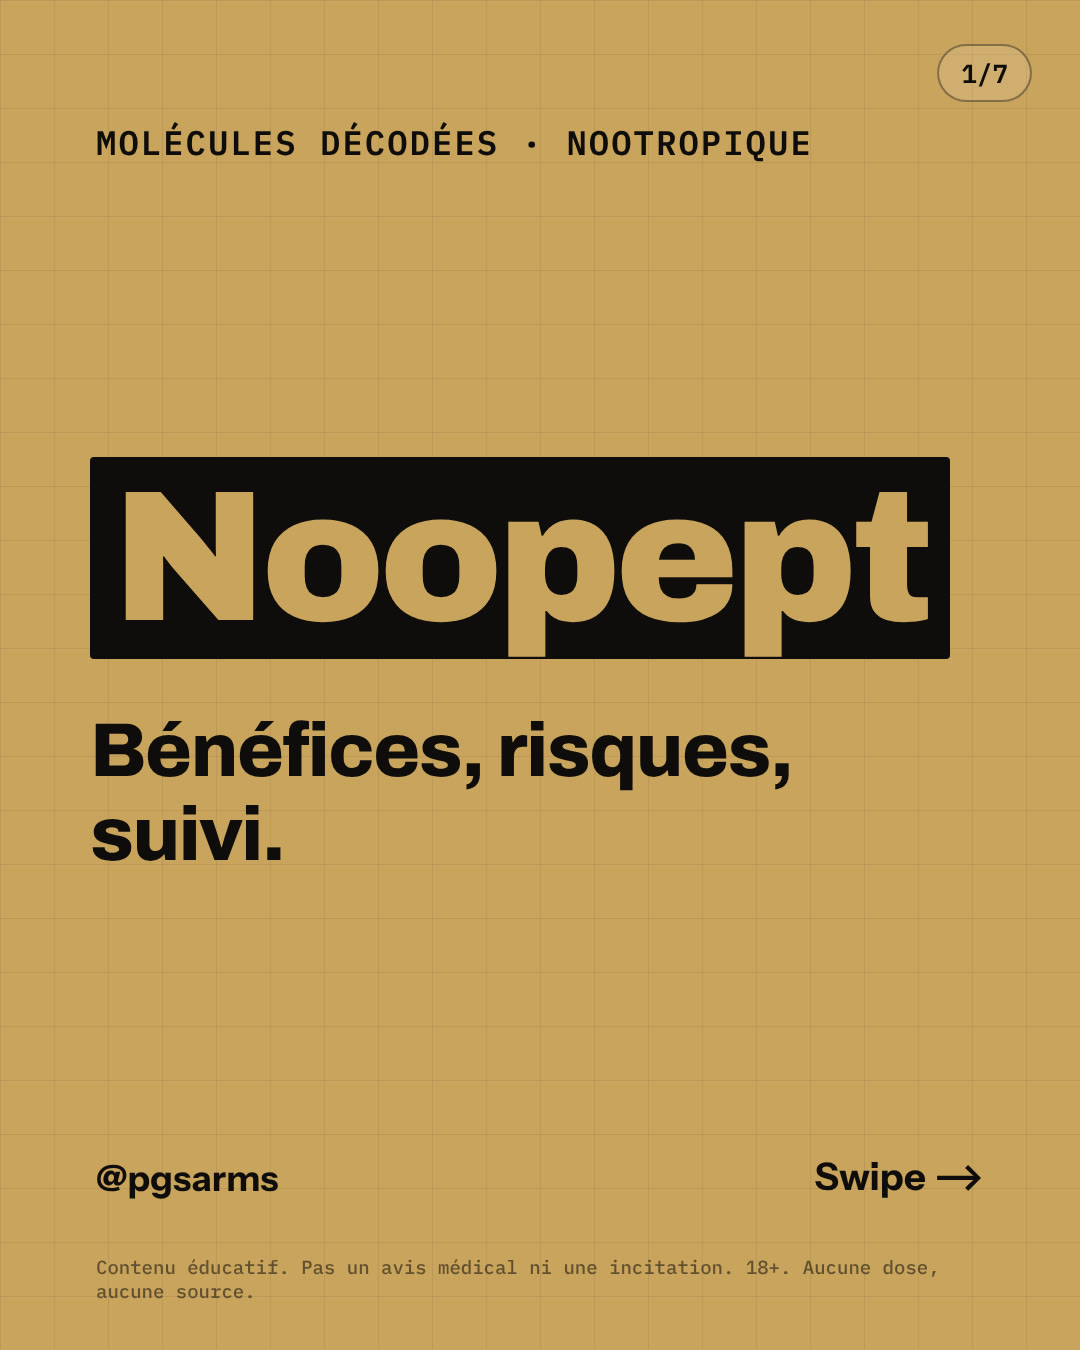 1/7
MOLÉCULES DÉCODÉES · NOOTROPIQUE
Noopept
Bénéfices, risques,
suivi.
@pgsarms
Swipe →
Contenu éducatif. Pas un avis médical ni une incitation. 18+. Aucune dose,
aucune source.